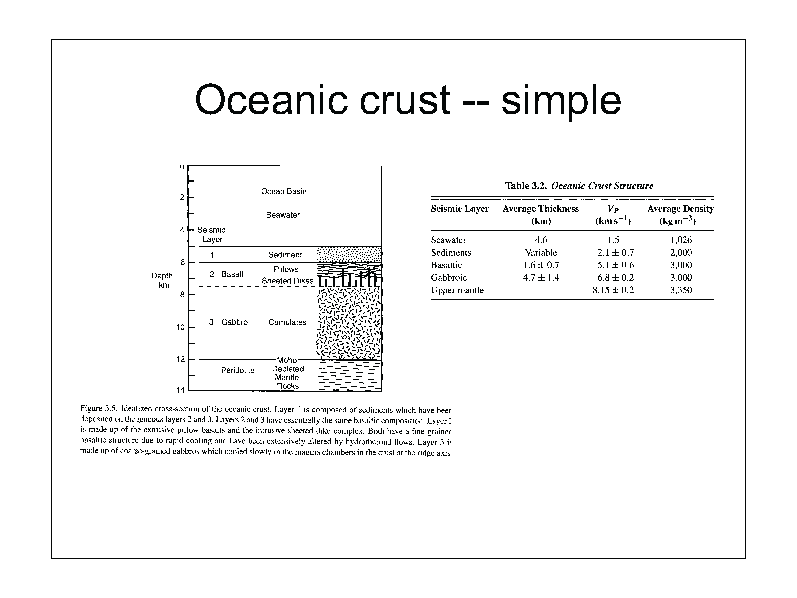 Oceanic crust -- simple
0
2
4
6
8
10
12
14
Depth
km
Ocean Basin
Seawater
Seismic
Layer
1 Sediment
2 Basalt Pillows
Sheeted Dikes
3 Gabbro Cumulates
Moho
Peridotite Depleted
Mantle
Rocks
Figure 3.5. Idealized cross-section of the oceanic crust. Layer 1 is composed of sediments which have been
deposited on the igneous layers 2 and 3. Layers 2 and 3 have essentially the same basaltic composition. Layer 2
is made up of the extrusive pillow basalts and the intrusive sheeted dike complex. Both have a fine grained
basaltic structure due to rapid cooling and have been extensively altered by hydrothermal flows. Layer 3 is
made up of coarse-grained gabbros which cooled slowly in the magma chambers in the crust at the ridge axis
Table 3.2. Oceanic Crust Structure
Seismic Layer Average Thickness (km) V_P (km s⁻¹) Average Density (kg m⁻³)
Seawater 4.6 1.5 1,026
Sediments Variable 2.1 ± 0.7 2,000
Basaltic 1.6 ± 0.7 5.1 ± 0.6 3,000
Gabbroic 4.7 ± 1.4 6.8 ± 0.2 3,000
Upper mantle 8.15 ± 0.2 3,350